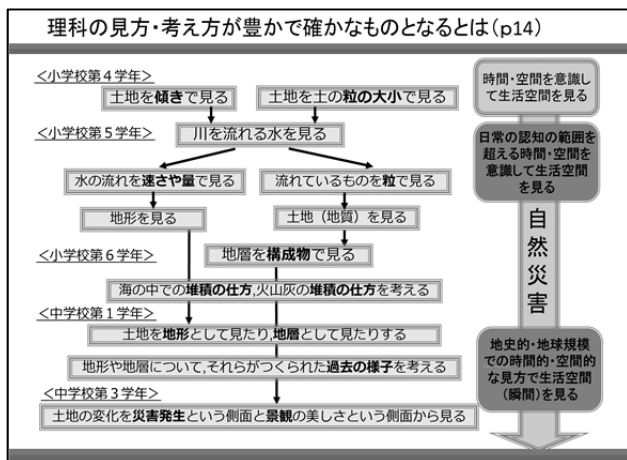 理科の見方・考え方が豊かで確かなものとなるとは(p14)
<小学校第4学年>
土地を傾きで見る
土地を土の粒の大小で見る
<小学校第5学年>
川を流れる水を見る
水の流れを速さや量で見る
流れているものを粒で見る
地形を見る
土地(地質)を見る
<小学校第6学年>
地層を構成物で見る
海の中での堆積の仕方,火山灰の堆積の仕方を考える
<中学校第1学年>
土地を地形として見たり,地層として見たりする
地形や地層について,それらがつくられた過去の様子を考える
<中学校第3学年>
土地の変化を災害発生という側面と景観の美しさという側面から見る
時間・空間を意識し
て生活空間を見る
日常の認知の範囲を
超える時間・空間を
意識して生活空間
を見る
自然災害
地史的・地球規模
での時間的・空間的
な見方で生活空間
(瞬間)を見る